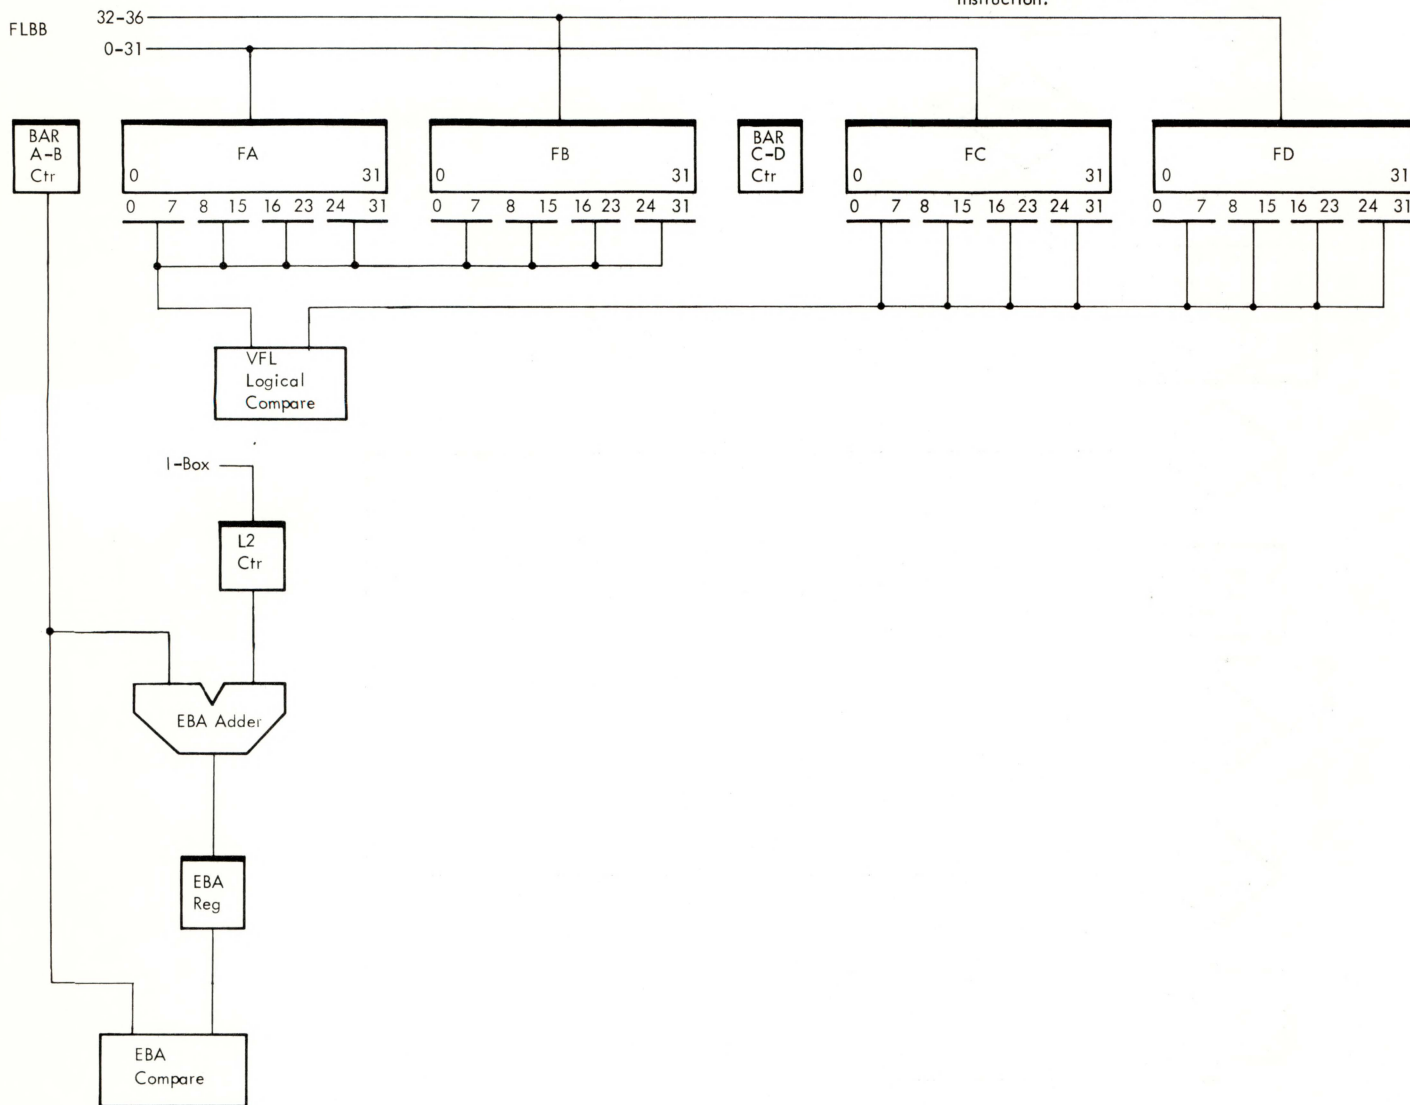 instruction.
32-36
FLBB
0-31
BAR
A-B
Ctr
FA
0 31
FB
0 31
BAR
C-D
Ctr
FC
0 31
FD
0 31
0 7 8 15 16 23 24 31
0 7 8 15 16 23 24 31
0 7 8 15 16 23 24 31
0 7 8 15 16 23 24 31
VFL
Logical
Compare
I-Box
L2
Ctr
EBA Adder
EBA
Reg
EBA
Compare